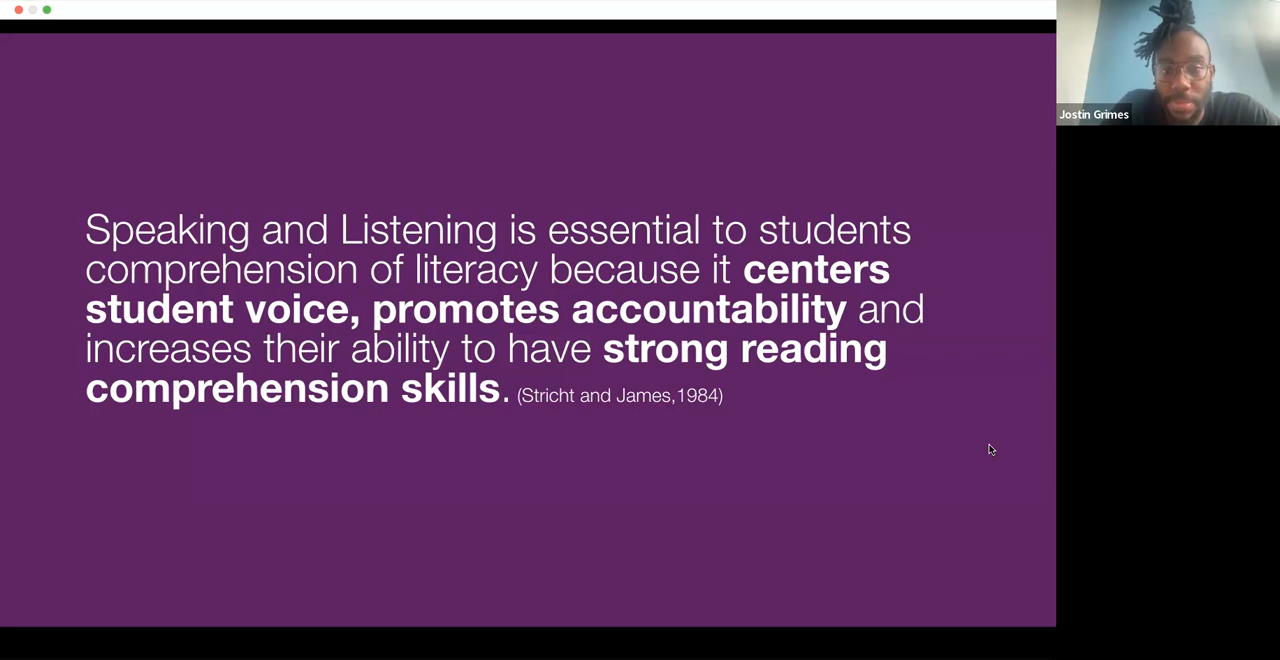 Speaking and Listening is essential to students
comprehension of literacy because it centers
student voice, promotes accountability and
increases their ability to have strong reading
comprehension skills. (Stricht and James,1984)
Jostin Grimes